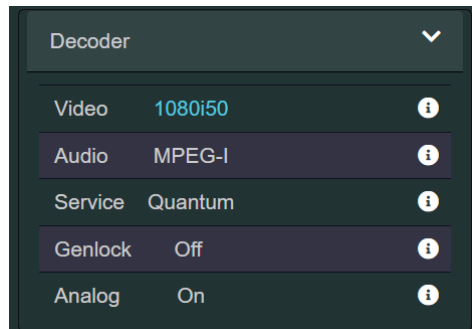 Decoder
Video 1080i50
Audio MPEG-I
Service Quantum
Genlock Off
Analog On